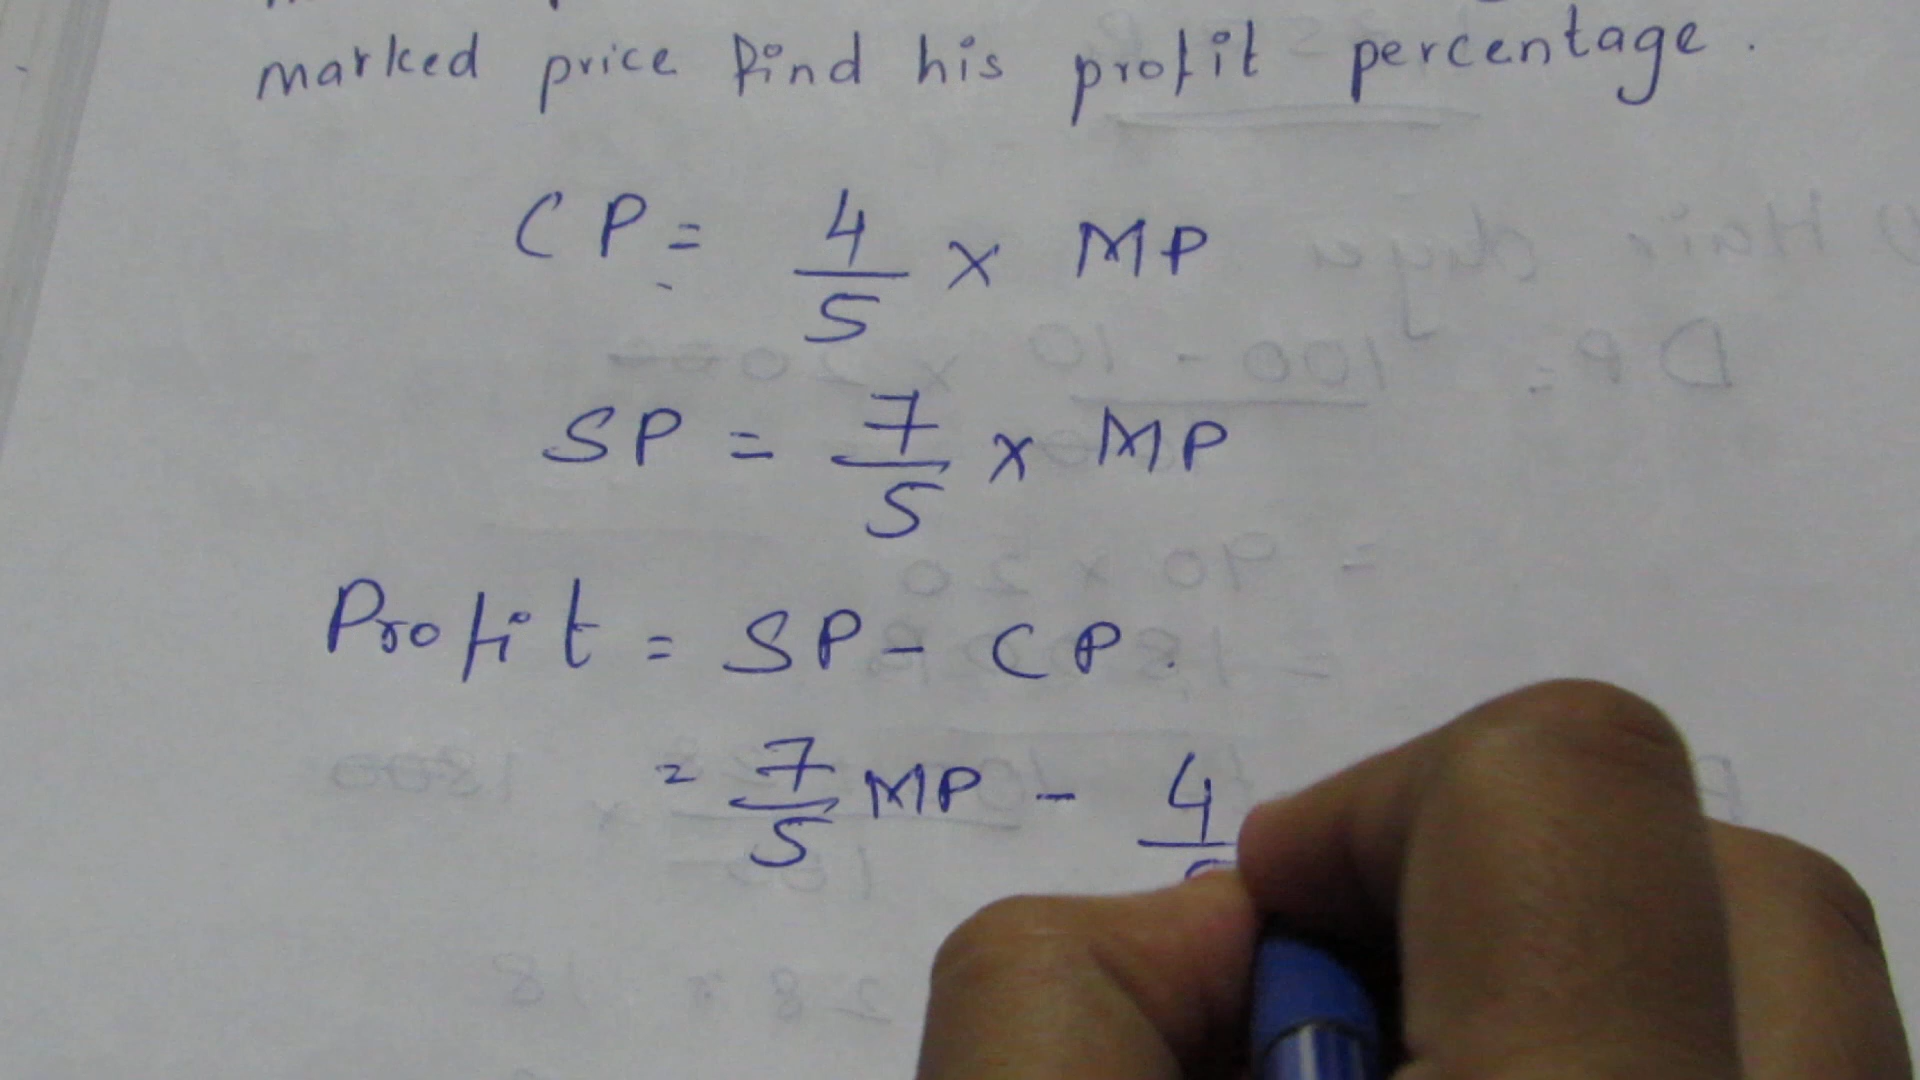 marked price find his profit percentage.
CP = 4/5 × MP
SP = 7/5 × MP
Profit = SP - CP.
= 7/5 MP - 4